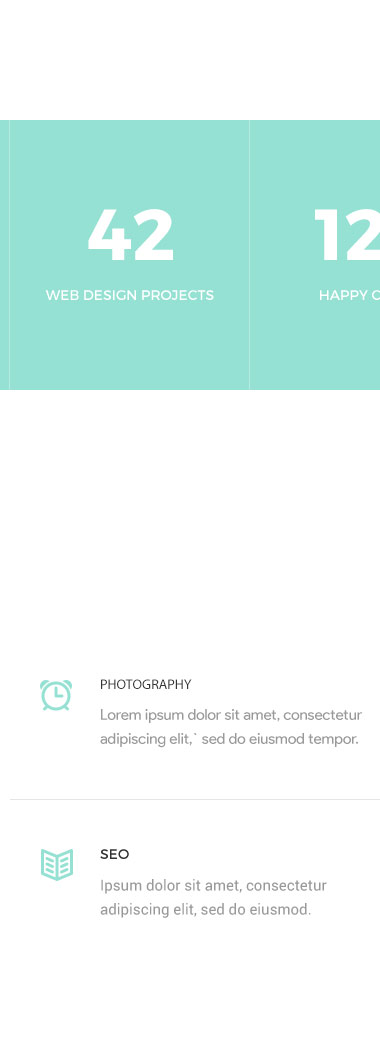 42
12
WEB DESIGN PROJECTS
HAPPY C
PHOTOGRAPHY
Lorem ipsum dolor sit amet, consectetur
adipiscing elit,` sed do eiusmod tempor.
SEO
Ipsum dolor sit amet, consectetur
adipiscing elit, sed do eiusmod.